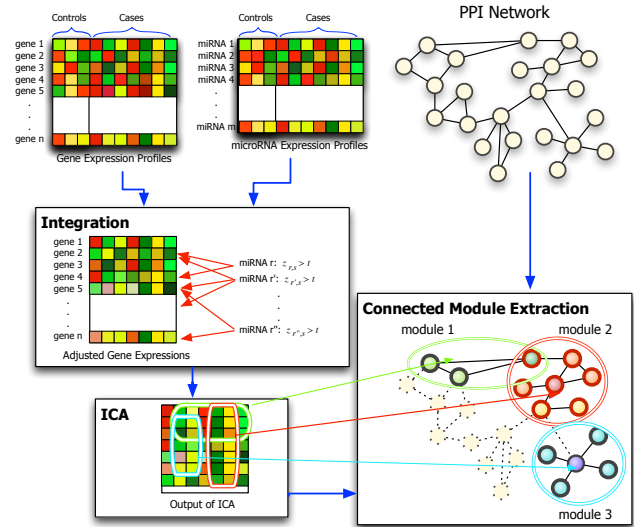 Controls Cases
gene 1
gene 2
gene 3
gene 4
gene 5
.
.
.
gene n
Gene Expression Profiles
Controls Cases
miRNA 1
miRNA 2
miRNA 3
miRNA 4
.
.
.
miRNA m
microRNA Expression Profiles
PPI Network
Integration
gene 1
gene 2
gene 3
gene 4
gene 5
.
.
.
gene n
Adjusted Gene Expressions
miRNA r: z r,s > t
miRNA r': z r',s > t
.
.
.
miRNA r": z r",s > t
ICA
Output of ICA
Connected Module Extraction
module 1
module 2
module 3